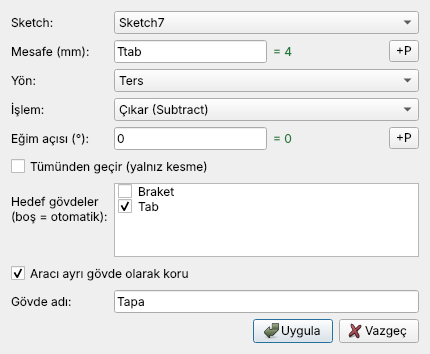 Sketch: Sketch7
Mesafe (mm): Ttab = 4 +P
Yön: Ters
İşlem: Çıkar (Subtract)
Eğim açısı (°): 0 = 0 +P
Tümünden geçir (yalnız kesme)
Hedef gövdeler
(boş = otomatik):
Braket
Tab
Aracı ayrı gövde olarak koru
Gövde adı: Tapa
Uygula Vazgeç